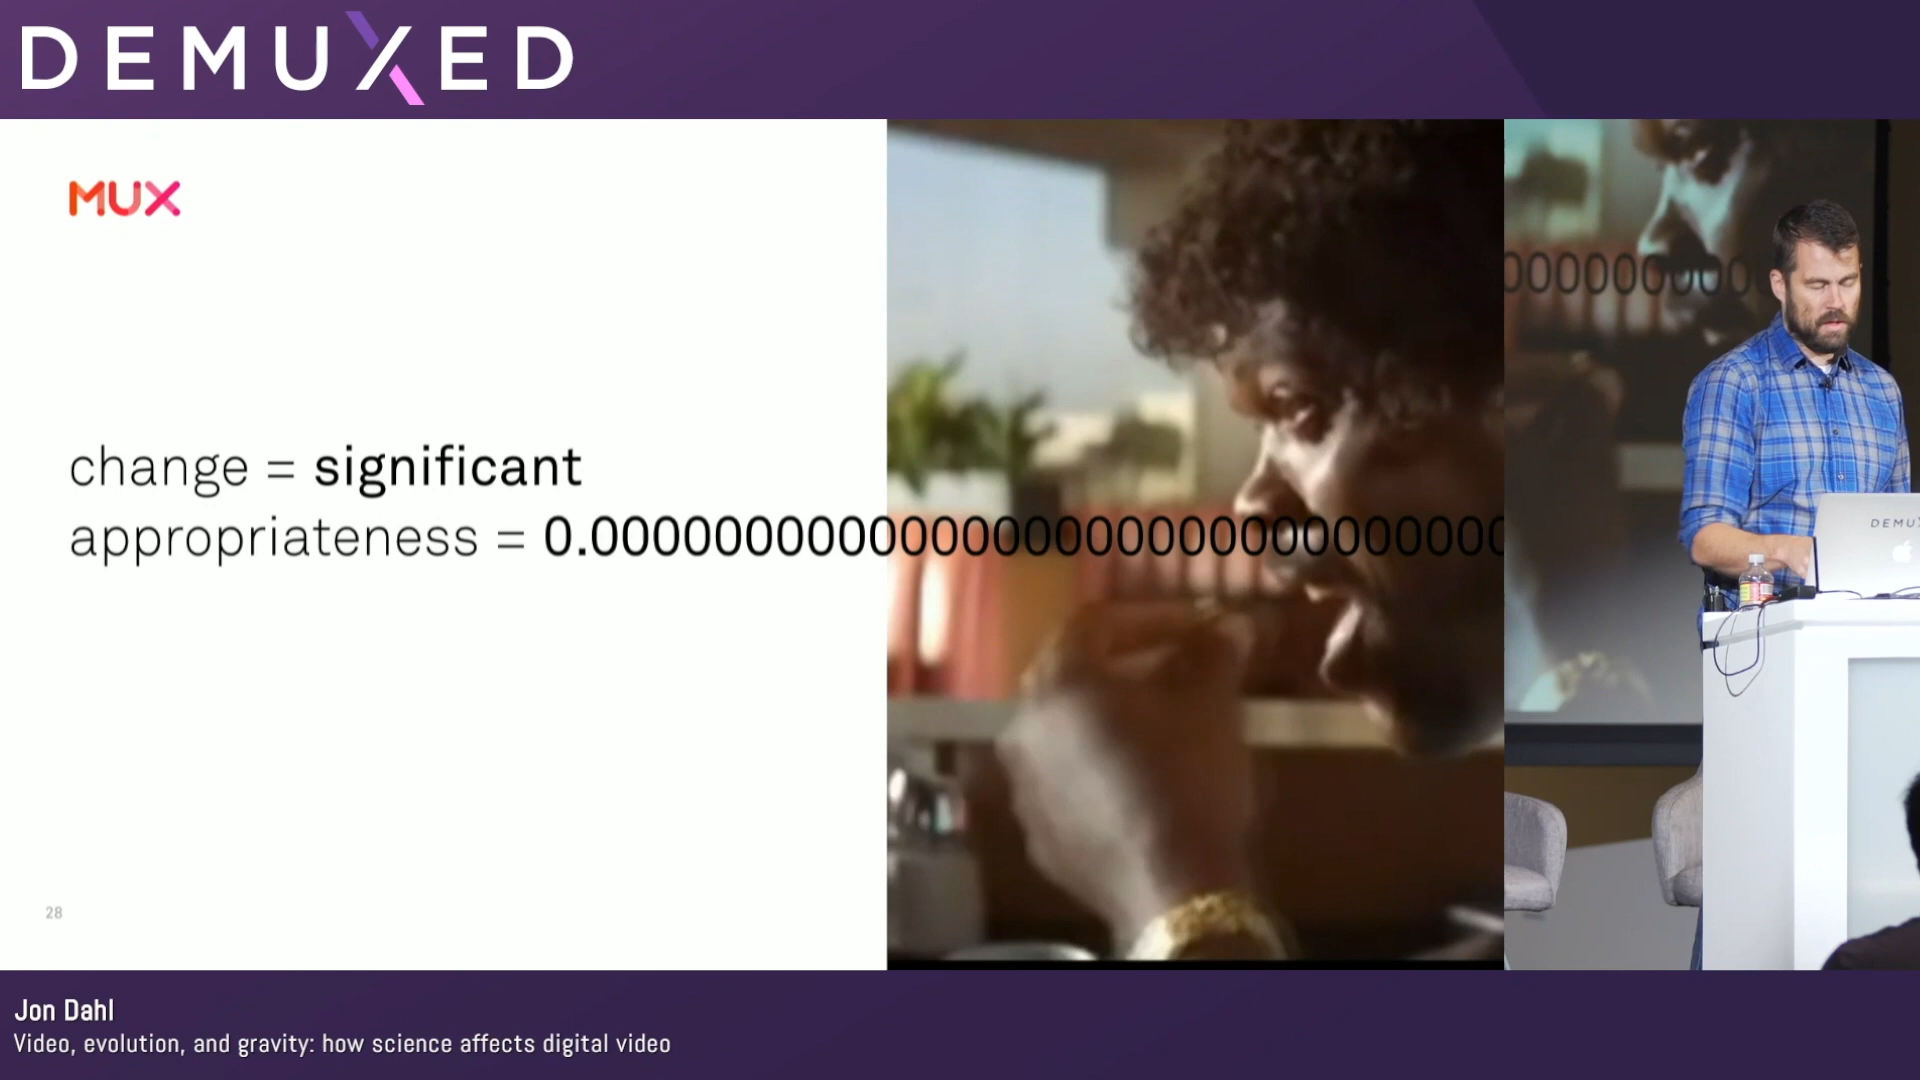 DEMUXED
MUX
change = significant
appropriateness = 0.000000000000000000000000000000
28
DEMUX
Jon Dahl
Video, evolution, and gravity: how science affects digital video